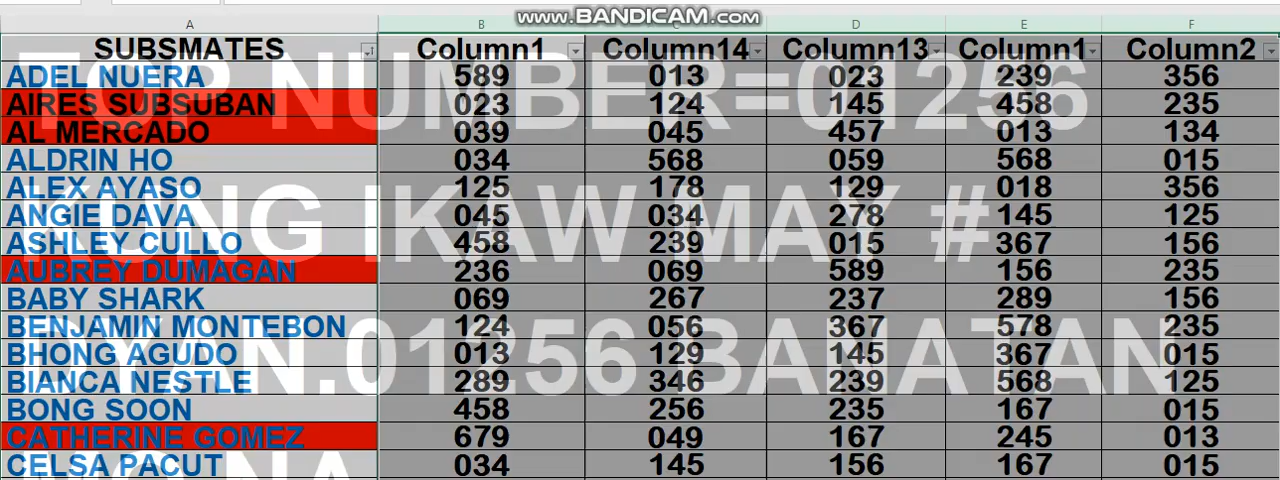 www.BANDICAM.com
A B C D E F
SUBSMATES Column1 Column14 Column13 Column1 Column2
ADEL NUERA 589 013 023 239 356
AIRES SUBSUBAN 023 124 145 458 235
AL MERCADO 039 045 457 013 134
ALDRIN HO 034 568 059 568 015
ALEX AYASO 125 178 129 018 356
ANGIE DAVA 045 034 278 145 125
ASHLEY CULLO 458 239 015 367 156
AUBREY DUMAGAN 236 069 589 156 235
BABY SHARK 069 267 237 289 156
BENJAMIN MONTEBON 124 056 367 578 235
BHONG AGUDO 013 129 145 367 015
BIANCA NESTLE 289 346 239 568 125
BONG SOON 458 256 235 167 015
CATHERINE GOMEZ 679 049 167 245 013
CELSA PACUT 034 145 156 167 015
TOP NUMBER=01256
KUNG IKAW MAY #
YAN.01256 BAKATAN